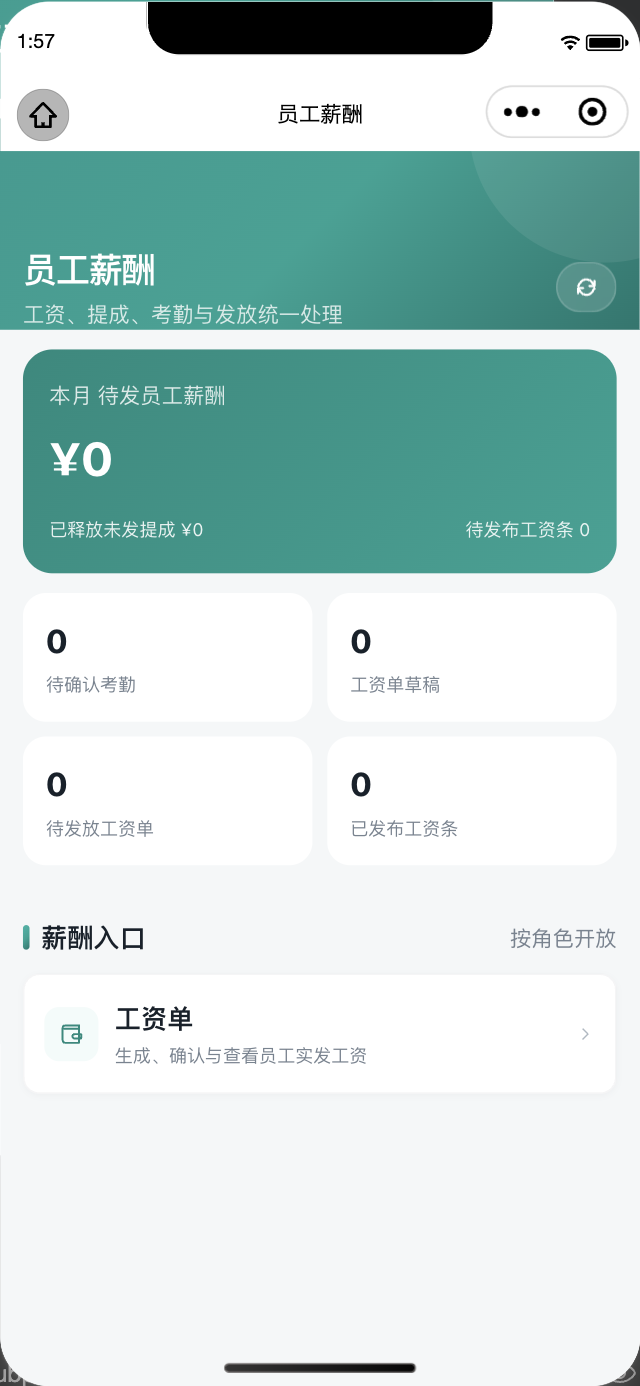 1:57
员工薪酬
员工薪酬
工资、提成、考勤与发放统一处理
本月 待发员工薪酬
¥0
已释放未发提成 ¥0
待发布工资条 0
0
待确认考勤
0
工资单草稿
0
待发放工资单
0
已发布工资条
薪酬入口
按角色开放
工资单
生成、确认与查看员工实发工资